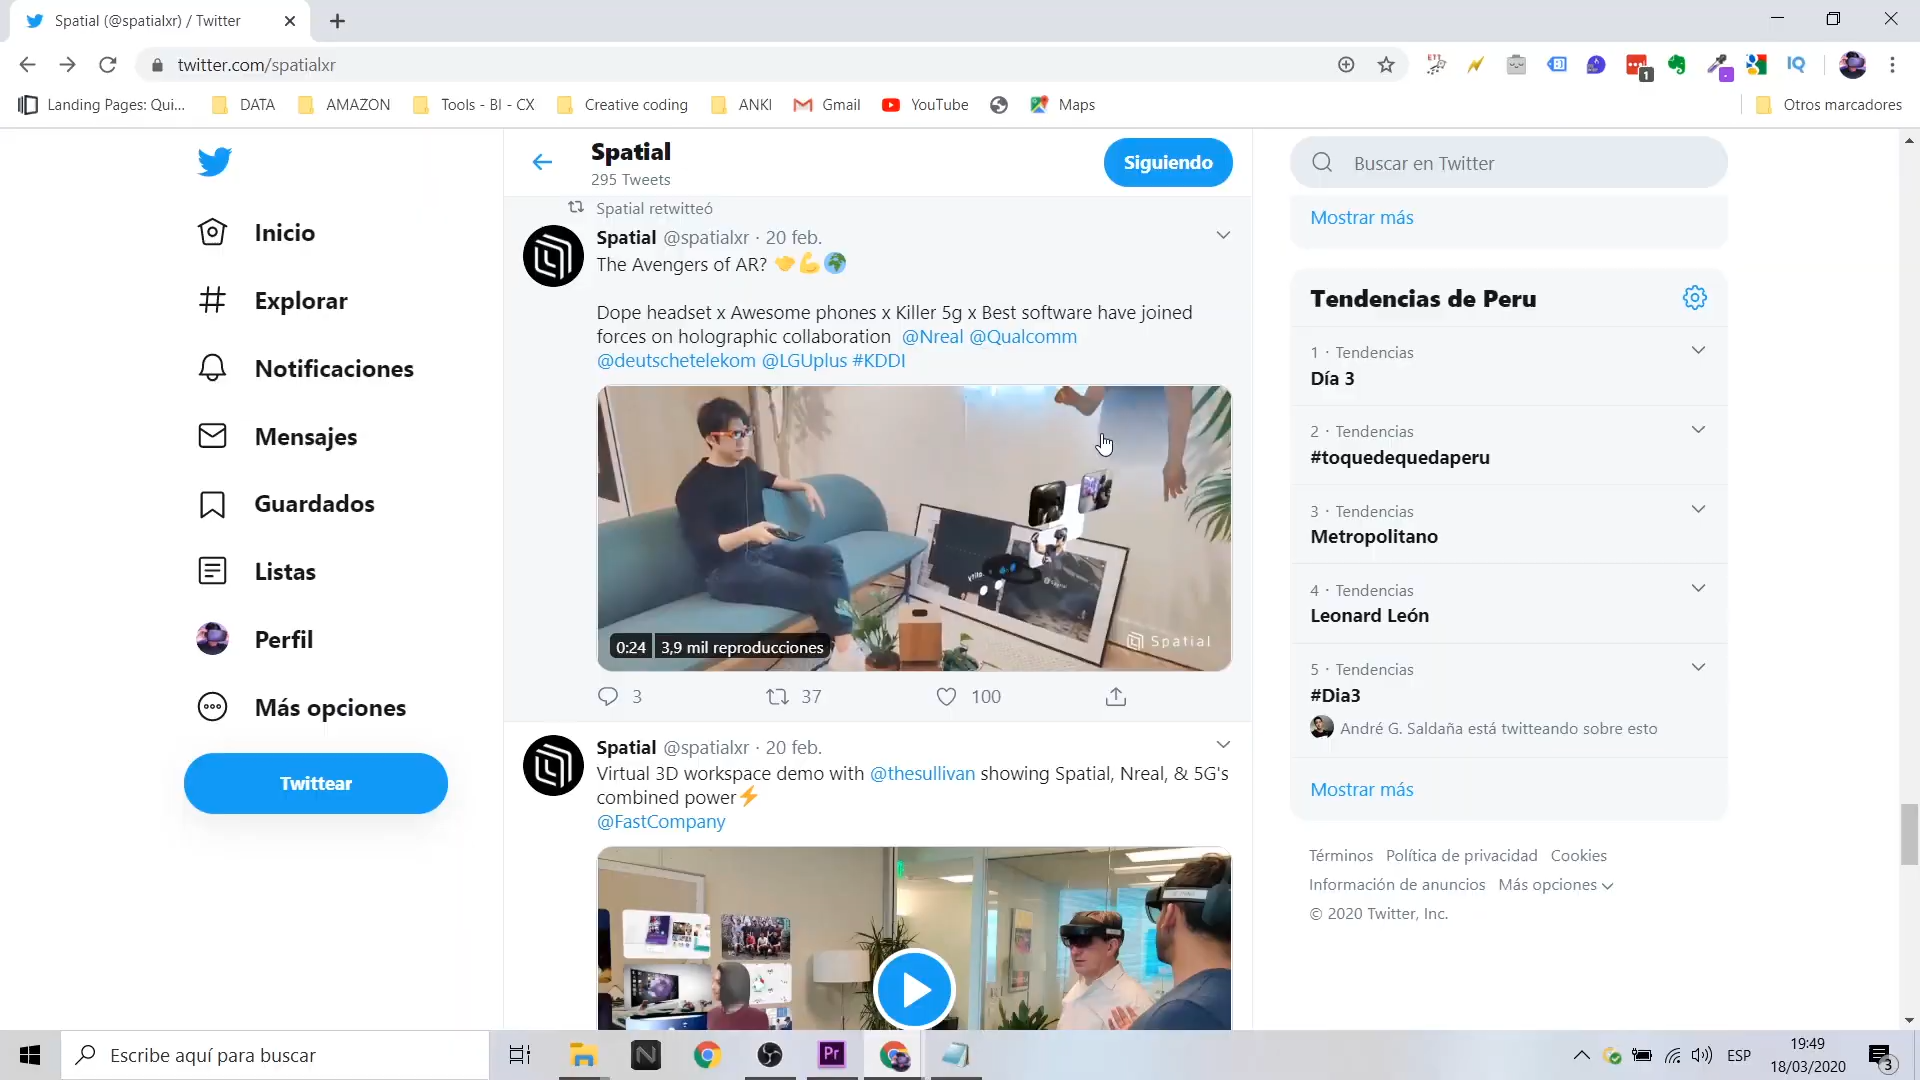 Spatial (@spatialxr) / Twitter
twitter.com/spatialxr
1
Landing Pages: Qui...
DATA
AMAZON
Tools - BI - CX
Creative coding
ANKI
Gmail
YouTube
Maps
Otros marcadores
Inicio
Explorar
Notificaciones
Mensajes
Guardados
Listas
Perfil
Más opciones
Twittear
Spatial
295 Tweets
Siguiendo
Spatial retwitteó
Spatial @spatialxr · 20 feb.
The Avengers of AR? 🤝💪🌍
Dope headset x Awesome phones x Killer 5g x Best software have joined
forces on holographic collaboration @Nreal @Qualcomm
@deutschetelekom @LGUplus #KDDI
Spatial
0:24 3,9 mil reproducciones
3 37 100
Spatial @spatialxr · 20 feb.
Virtual 3D workspace demo with @thesullivan showing Spatial, Nreal, & 5G's
combined power⚡
@FastCompany
Buscar en Twitter
Mostrar más
Tendencias de Peru
1 · Tendencias
Día 3
2 · Tendencias
#toquedequedaperu
3 · Tendencias
Metropolitano
4 · Tendencias
Leonard León
5 · Tendencias
#Dia3
André G. Saldaña está twitteando sobre esto
Mostrar más
Términos Política de privacidad Cookies
Información de anuncios Más opciones
© 2020 Twitter, Inc.
Escribe aquí para buscar
Pr
ESP
19:49
18/03/2020
3